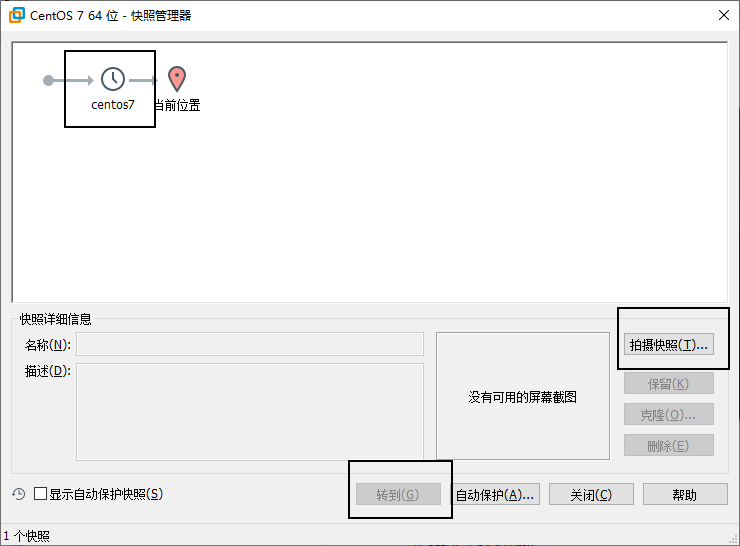 CentOS 7 64 位 - 快照管理器
centos7
当前位置
快照详细信息
名称(N):
描述(D):
没有可用的屏幕截图
拍摄快照(T)...
保留(K)
克隆(O)...
删除(E)
显示自动保护快照(S)
转到(G)
自动保护(A)...
关闭(C)
帮助
1 个快照